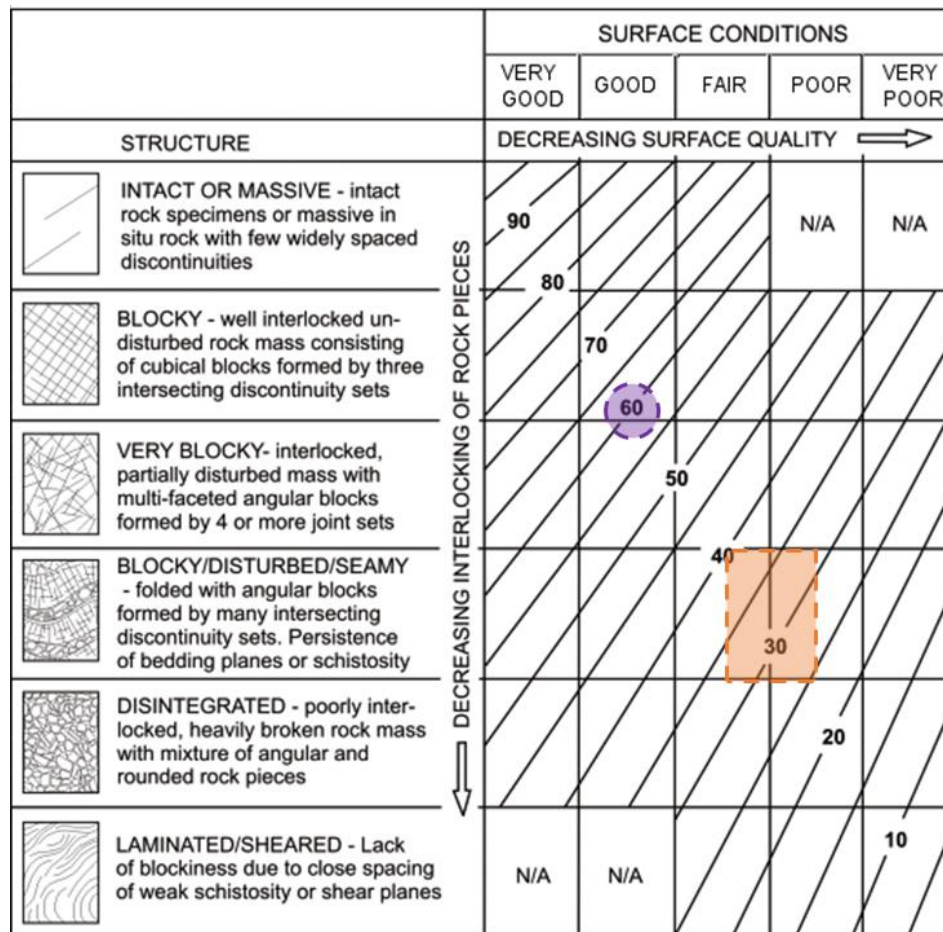 SURFACE CONDITIONS
VERY GOOD
GOOD
FAIR
POOR
VERY POOR
STRUCTURE
DECREASING SURFACE QUALITY
DECREASING INTERLOCKING OF ROCK PIECES
INTACT OR MASSIVE - intact
rock specimens or massive in
situ rock with few widely spaced
discontinuities
90
80
N/A
N/A
BLOCKY - well interlocked un-
disturbed rock mass consisting
of cubical blocks formed by three
intersecting discontinuity sets
70
60
VERY BLOCKY- interlocked,
partially disturbed mass with
multi-faceted angular blocks
formed by 4 or more joint sets
50
BLOCKY/DISTURBED/SEAMY
- folded with angular blocks
formed by many intersecting
discontinuity sets. Persistence
of bedding planes or schistosity
40
30
DISINTEGRATED - poorly inter-
locked, heavily broken rock mass
with mixture of angular and
rounded rock pieces
20
LAMINATED/SHEARED - Lack
of blockiness due to close spacing
of weak schistosity or shear planes
N/A
N/A
10